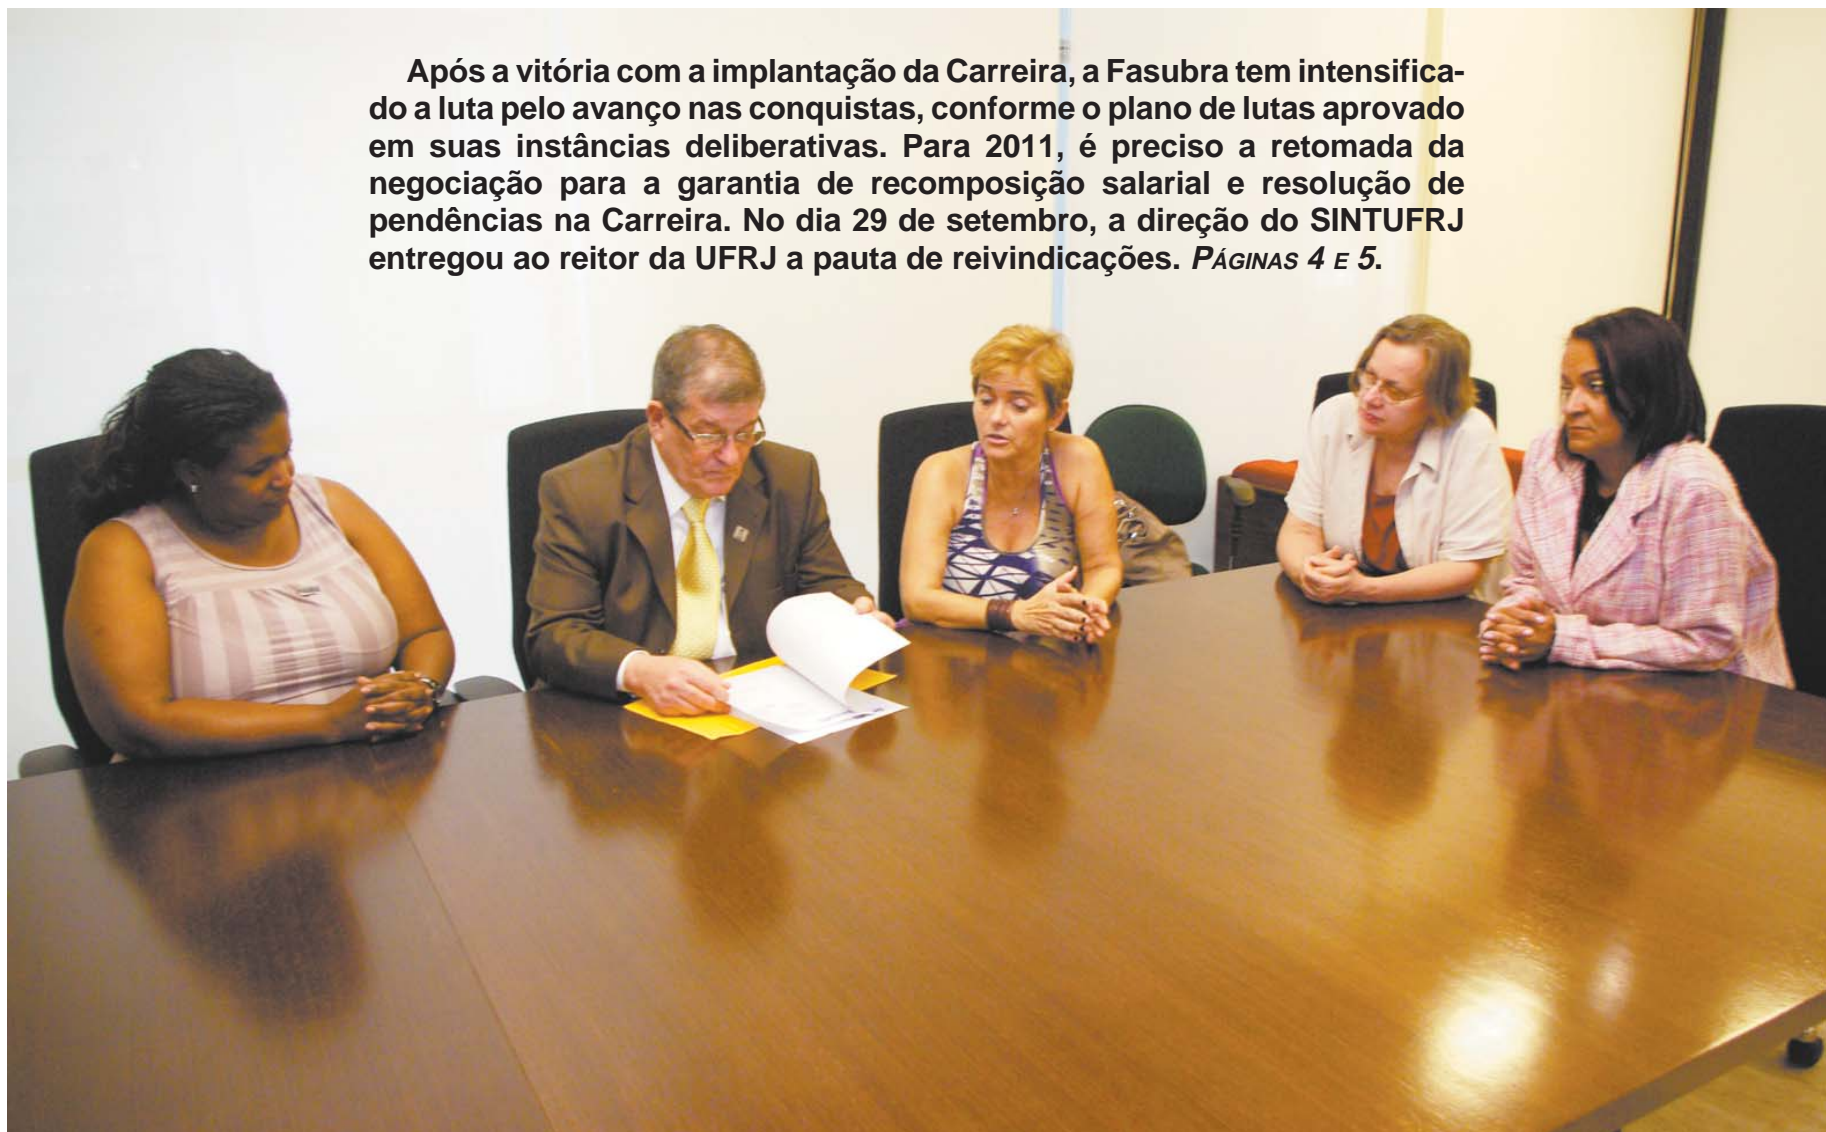 Após a vitória com a implantação da Carreira, a Fasubra tem intensifica-
do a luta pelo avanço nas conquistas, conforme o plano de lutas aprovado
em suas instâncias deliberativas. Para 2011, é preciso a retomada da
negociação para a garantia de recomposição salarial e resolução de
pendências na Carreira. No dia 29 de setembro, a direção do SINTUFRJ
entregou ao reitor da UFRJ a pauta de reivindicações. PÁGINAS 4 E 5.